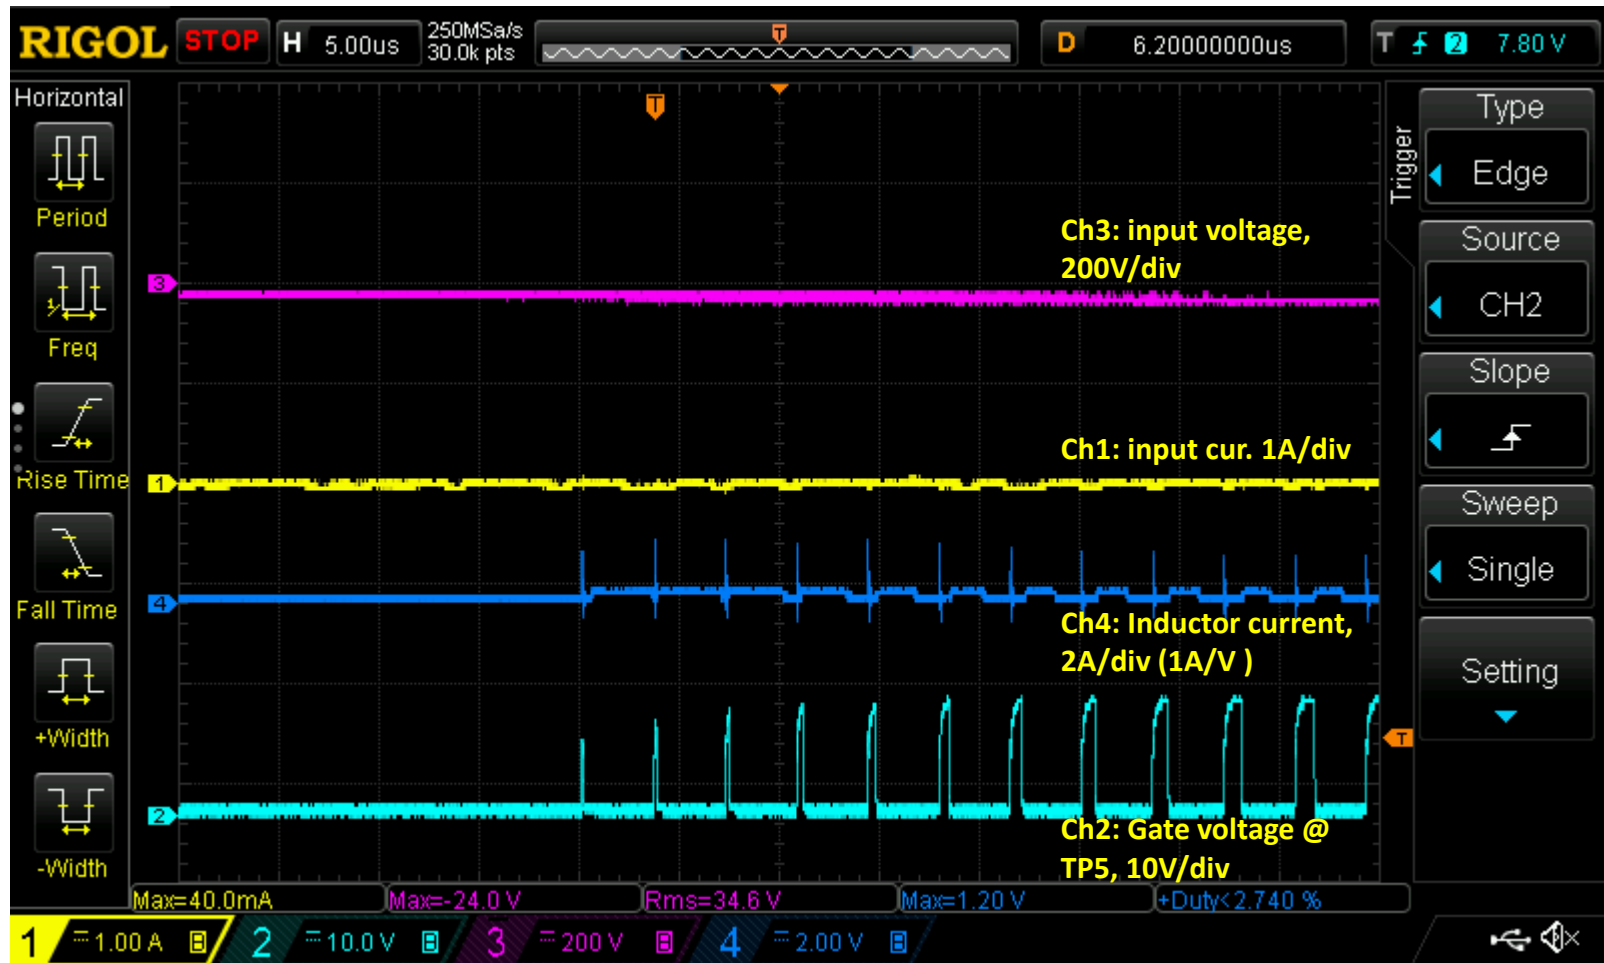 RIGOL STOP H 5.00us 250MSa/s D 6.20000000us T 2 7.80 V
30.0k pts
Horizontal
Period
Freq
Rise Time
Fall Time
+Width
-Width
T
Ch3: input voltage,
200V/div
3
Ch1: input cur. 1A/div
1
4
Ch4: Inductor current,
2A/div (1A/V )
T
2
Ch2: Gate voltage @
TP5, 10V/div
Trigger
Type
Edge
Source
CH2
Slope
Sweep
Single
Setting
Max=40.0mA Max=-24.0 V Rms=34.6 V Max=1.20 V +Duty<2.740 %
1 1.00 A B 2 10.0 V B 3 200 V B 4 2.00 V B